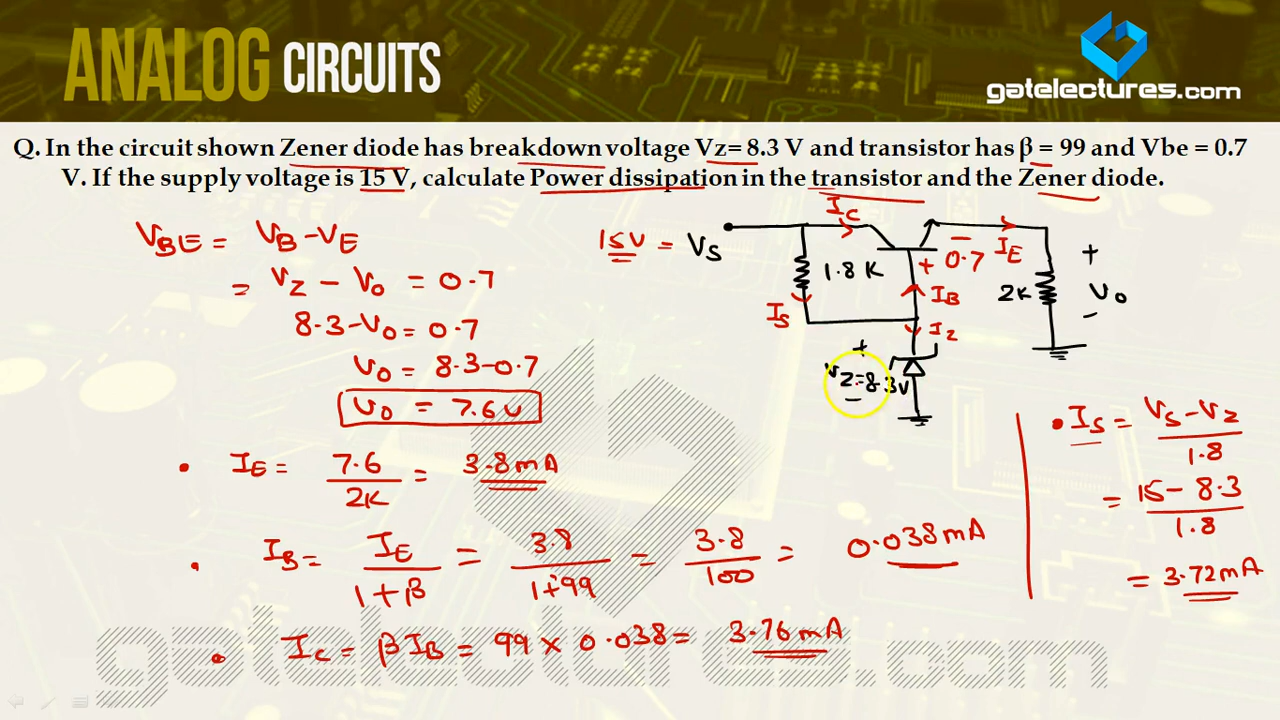 ANALOG CIRCUITS
gatelectures.com
Q. In the circuit shown Zener diode has breakdown voltage Vz= 8.3 V and transistor has β = 99 and Vbe = 0.7
V. If the supply voltage is 15 V, calculate Power dissipation in the transistor and the Zener diode.
VBE = VB - VE
= VZ - VO = 0.7
8.3 - VO = 0.7
VO = 8.3 - 0.7
VO = 7.6V
• IE = 7.6 / 2K = 3.8mA
• IB = IE / 1+β = 3.8 / 1+99 = 3.8 / 100 = 0.038mA
• IC = βIB = 99 × 0.038 = 3.76mA
15V = VS
IC
1.8K
+ 0.7 -
IE
IB
IS
IZ
2K
+
VO
-
+
VZ = 8.3V
-
• IS = VS - VZ / 1.8
= 15 - 8.3 / 1.8
= 3.72mA
gatelectures.com